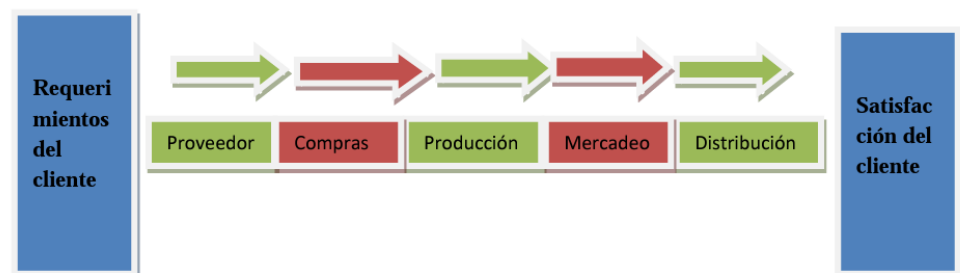 Requeri
mientos
del
cliente
Proveedor Compras Producción Mercadeo Distribución
Satisfac
ción del
cliente